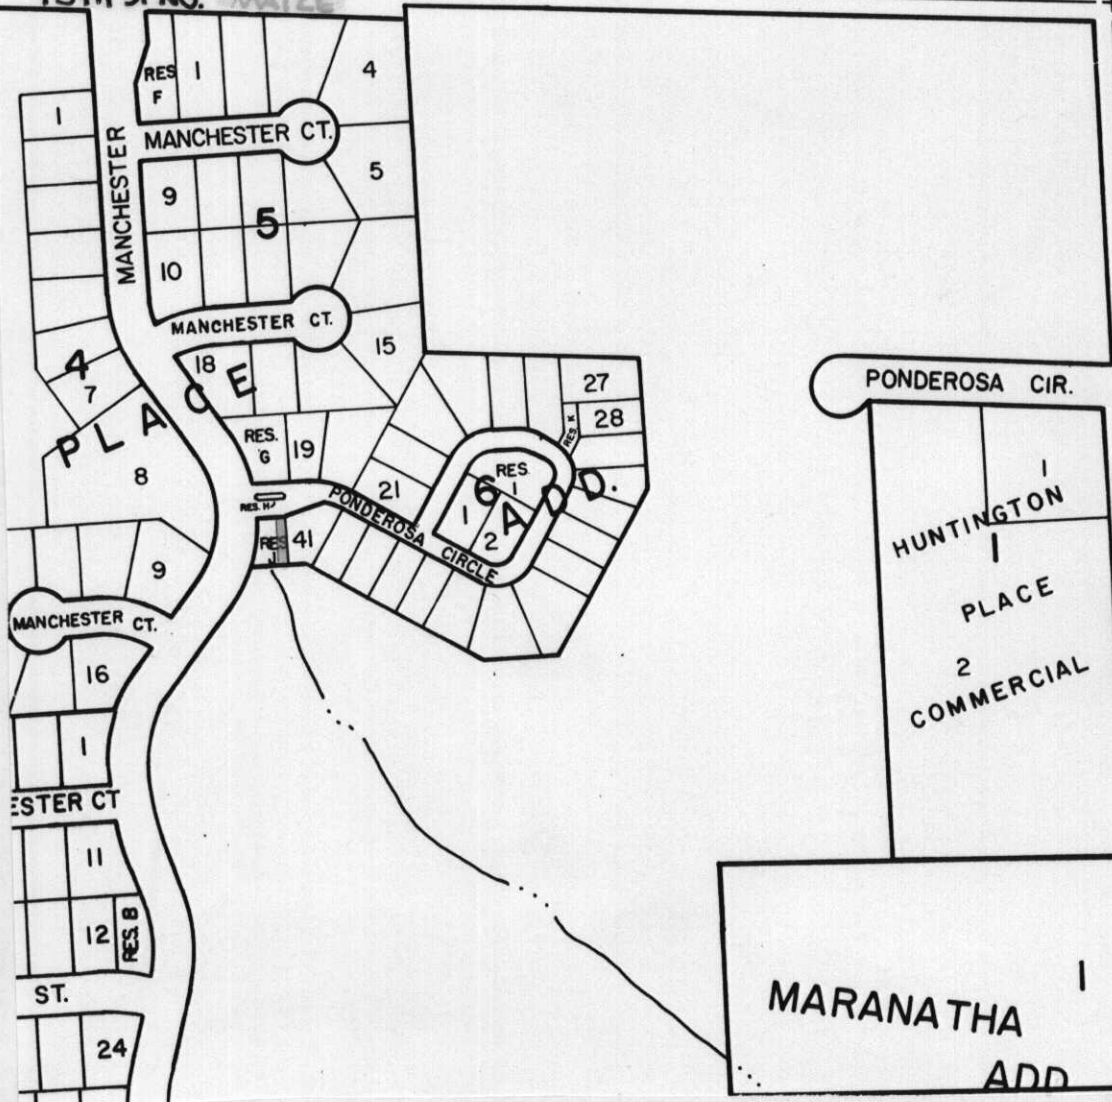 MAIZE
RES
F
1
4
1
MANCHESTER CT.
MANCHESTER
5
9
5
10
MANCHESTER CT.
15
18
4
7
PLACE
27
28
RES. K
PONDEROSA CIR.
RES.
G
19
8
21
RES.
1
6
ADD.
1
2
PONDEROSA CIRCLE
RES. H
RES
J
41
1
HUNTINGTON
1
PLACE
2
COMMERCIAL
9
MANCHESTER CT.
16
1
ESTER CT
11
12
RES. B
ST.
24
MARANATHA
1
ADD